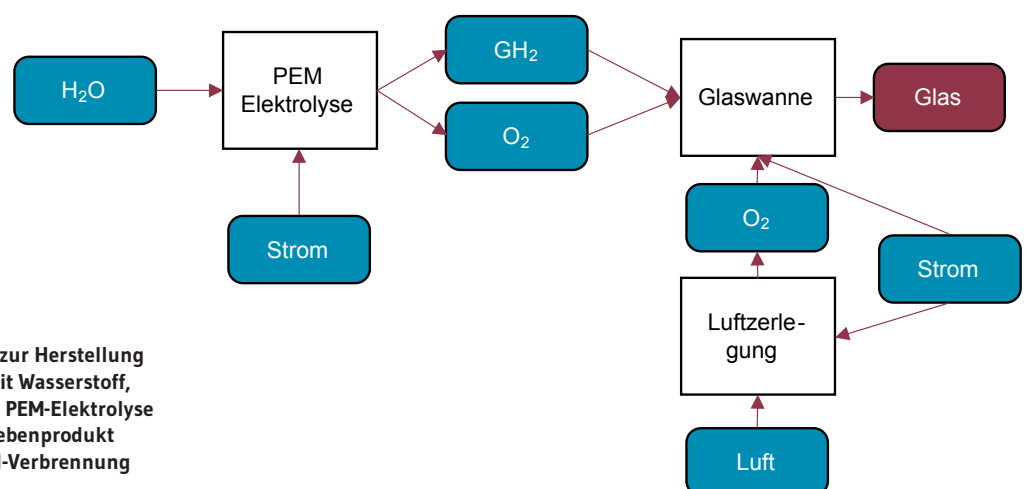 GH₂
H₂O
PEM
Elektrolyse
Glaswanne
Glas
O₂
O₂
Strom
Strom
Luftzerle-
gung
Luft
zur Herstellung
it Wasserstoff,
PEM-Elektrolyse
ebenprodukt
-Verbrennung